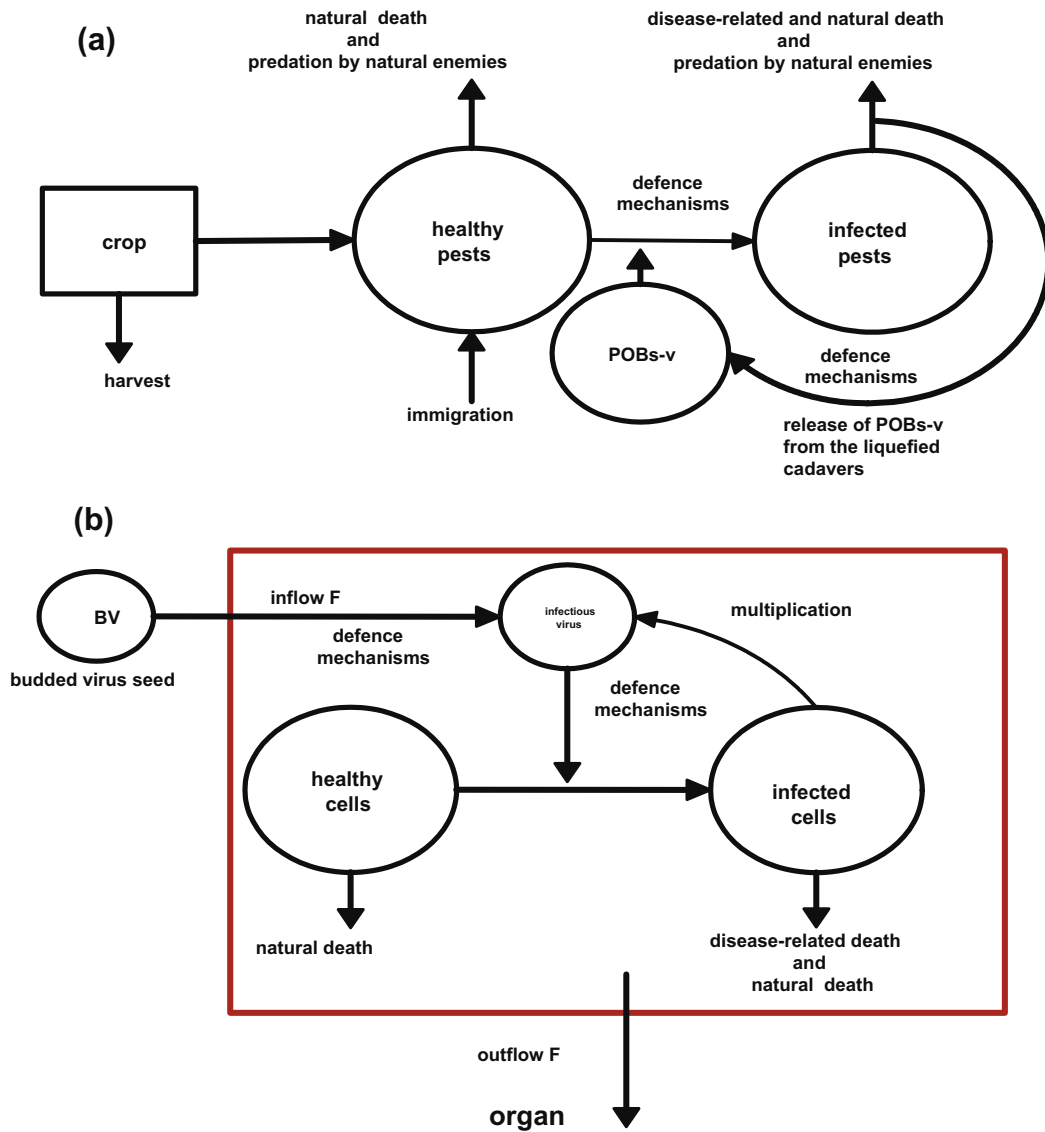 (a)
natural death
and
predation by natural enemies
disease-related and natural death
and
predation by natural enemies
crop
healthy
pests
defence
mechanisms
infected
pests
POBs-v
defence
mechanisms
harvest
immigration
release of POBs-v
from the liquefied
cadavers
(b)
BV
budded virus seed
inflow F
defence
mechanisms
infectious
virus
multiplication
defence
mechanisms
healthy
cells
infected
cells
natural death
disease-related death
and
natural death
outflow F
organ